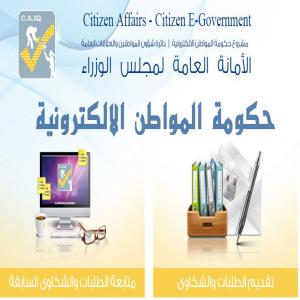 C.A.IQ
Citizen Affairs - Citizen E-Government
مشروع حكومة المواطن الالكترونية | دائرة شؤون المواطنين والعلاقات العامة
الأمانة العامة لمجلس الوزراء
حكومة المواطن الالكترونية
تقديم الطلبات والشكاوى
متابعة الطلبات والشكاوى السابقة